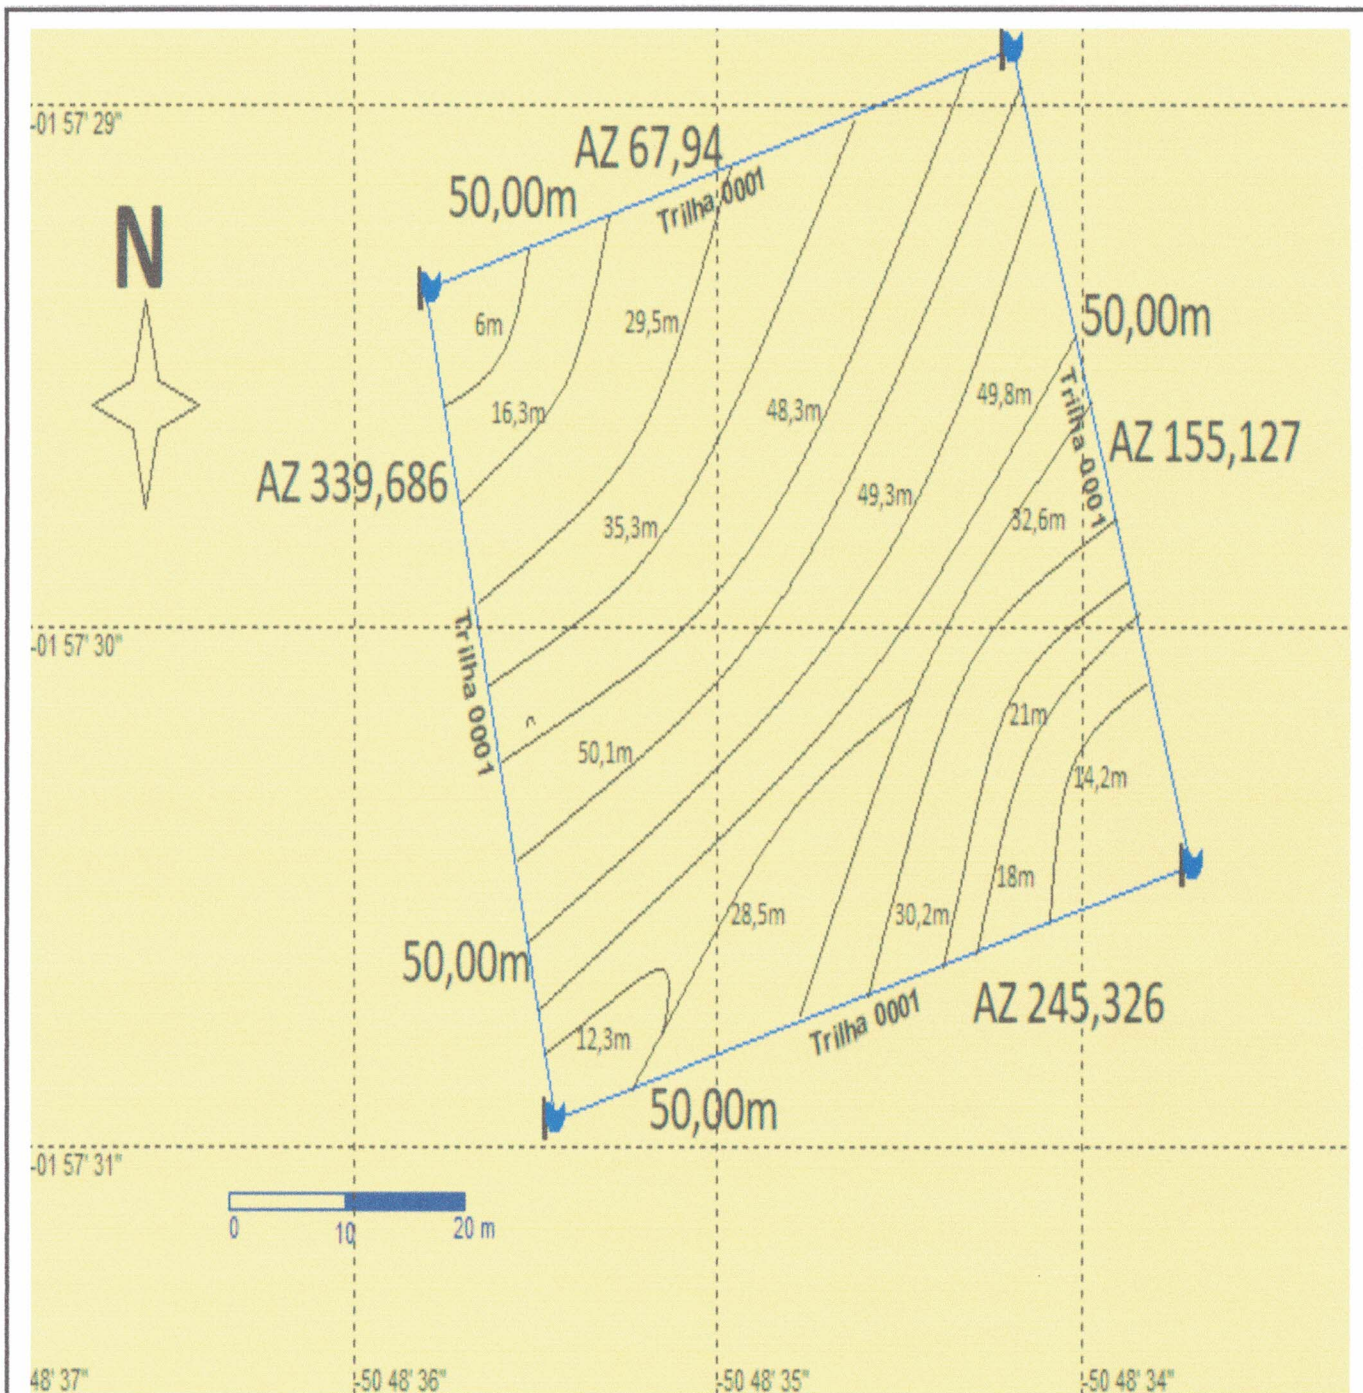 -01 57' 29"
AZ 67,94
50,00m
Trilha 0001
N
6m
29,5m
50,00m
16,3m
48,3m
49,8m
Trilha 0001
AZ 155,127
AZ 339,686
49,3m
32,6m
35,3m
-01 57' 30"
Trilha 0001
21m
50,1m
14,2m
18m
28,5m
30,2m
50,00m
AZ 245,326
Trilha 0001
12,3m
50,00m
-01 57' 31"
0 10 20 m
48' 37" -50 48' 36" -50 48' 35" -50 48' 34"